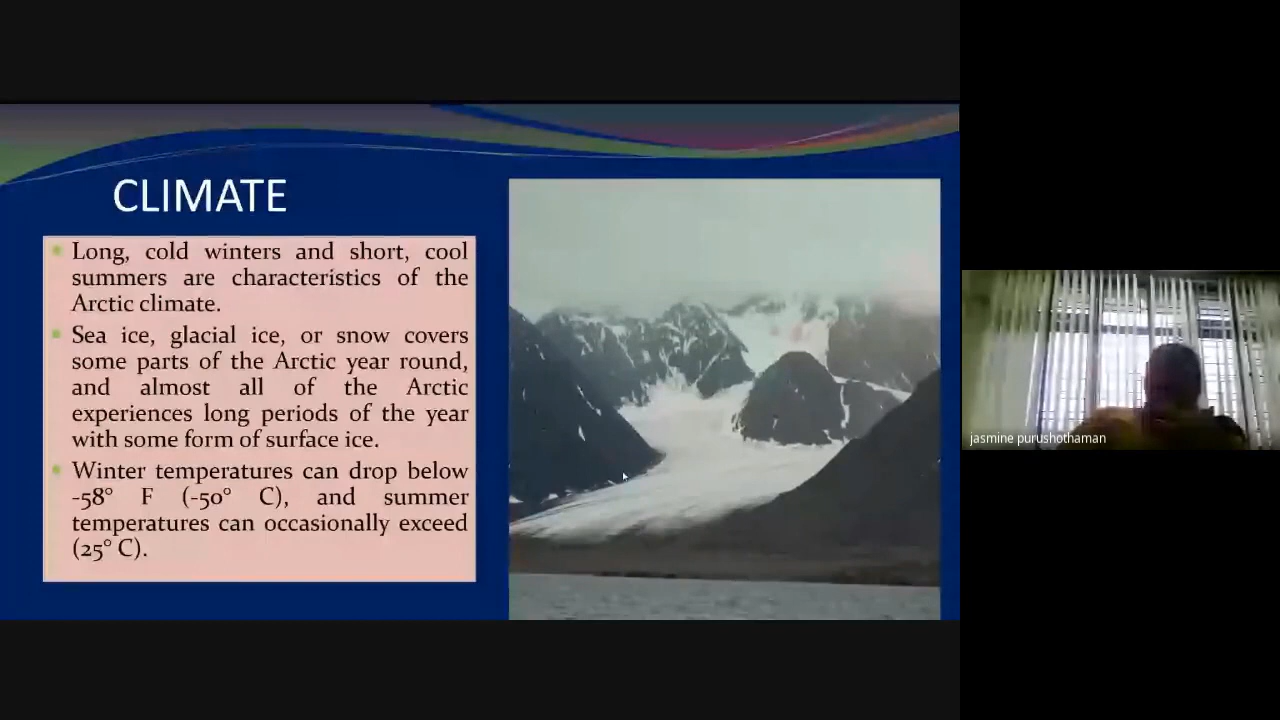 CLIMATE
Long, cold winters and short, cool
summers are characteristics of the
Arctic climate.
Sea ice, glacial ice, or snow covers
some parts of the Arctic year round,
and almost all of the Arctic
experiences long periods of the year
with some form of surface ice.
Winter temperatures can drop below
-58° F (-50° C), and summer
temperatures can occasionally exceed
(25° C).
jasmine purushothaman